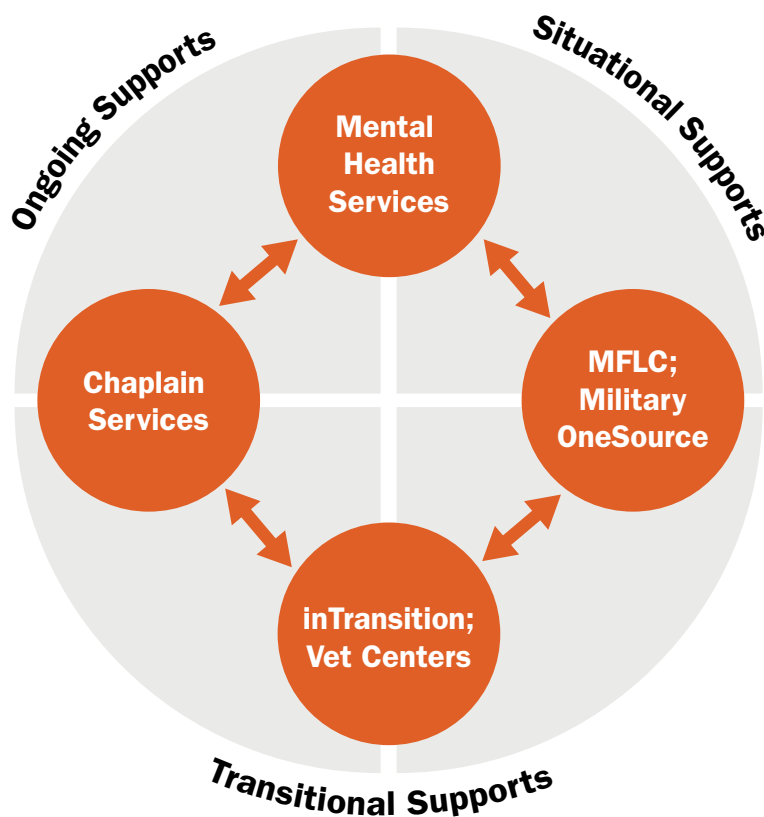 Ongoing Supports
Situational Supports
Mental
Health
Services
Chaplain
Services
MFLC;
Military
OneSource
inTransition;
Vet Centers
Transitional Supports